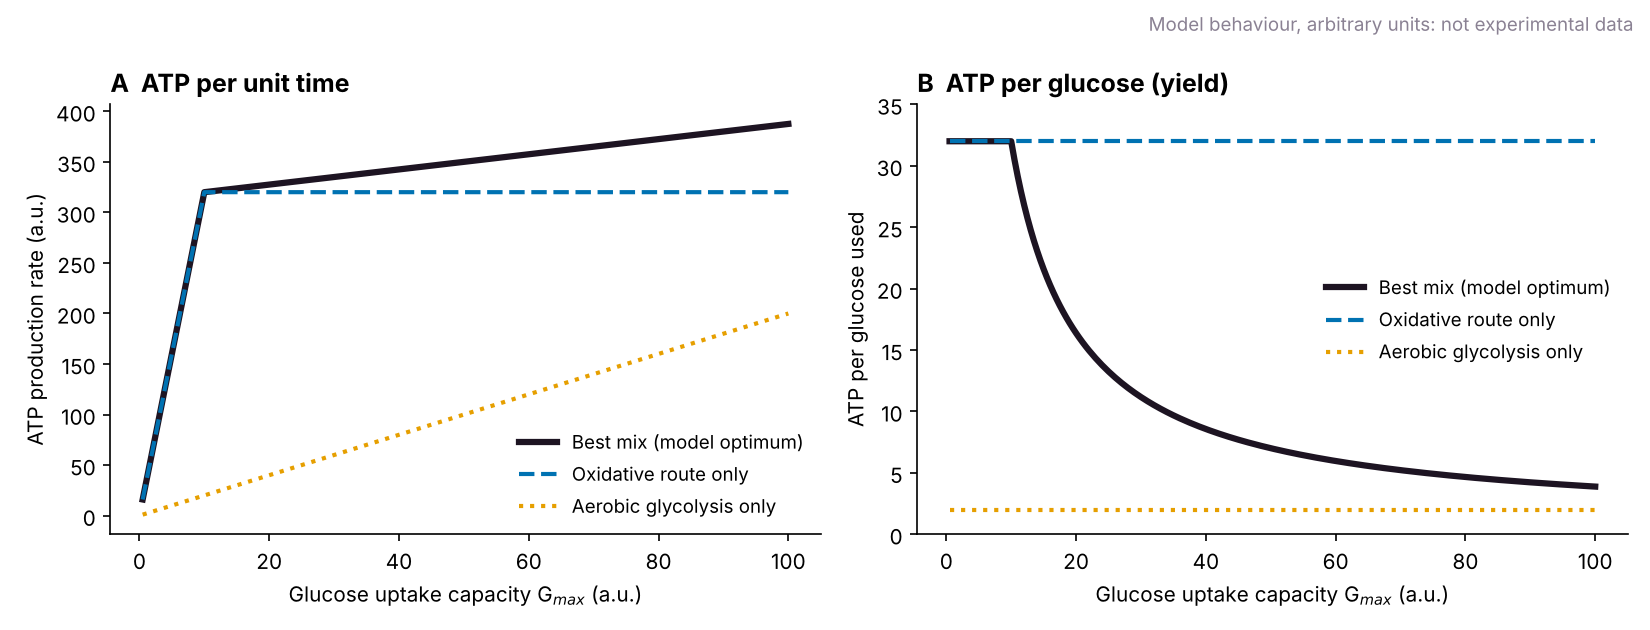 Model behaviour, arbitrary units: not experimental data
A ATP per unit time
ATP production rate (a.u.)
400
350
300
250
200
150
100
50
0
Best mix (model optimum)
Oxidative route only
Aerobic glycolysis only
0 20 40 60 80 100
Glucose uptake capacity Gmax (a.u.)
B ATP per glucose (yield)
ATP per glucose used
35
30
25
20
15
10
5
0
Best mix (model optimum)
Oxidative route only
Aerobic glycolysis only
0 20 40 60 80 100
Glucose uptake capacity Gmax (a.u.)